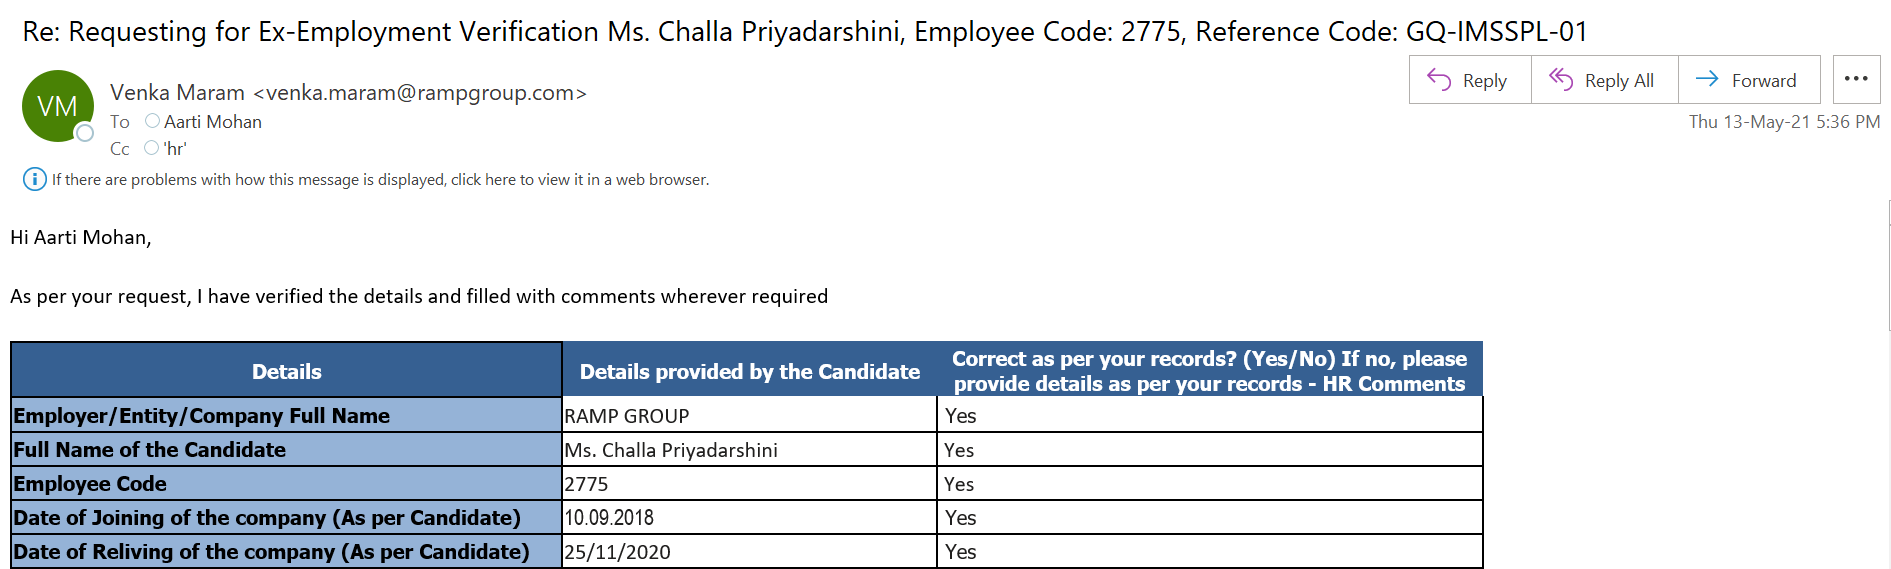 Re: Requesting for Ex-Employment Verification Ms. Challa Priyadarshini, Employee Code: 2775, Reference Code: GQ-IMSSPL-01
VM
Venka Maram <venka.maram@rampgroup.com>
Reply
Reply All
Forward
To Aarti Mohan
Thu 13-May-21 5:36 PM
Cc 'hr'
If there are problems with how this message is displayed, click here to view it in a web browser.
Hi Aarti Mohan,
As per your request, I have verified the details and filled with comments wherever required
Details
Details provided by the Candidate
Correct as per your records? (Yes/No) If no, please
provide details as per your records - HR Comments
Employer/Entity/Company Full Name RAMP GROUP Yes
Full Name of the Candidate Ms. Challa Priyadarshini Yes
Employee Code 2775 Yes
Date of Joining of the company (As per Candidate) 10.09.2018 Yes
Date of Reliving of the company (As per Candidate) 25/11/2020 Yes